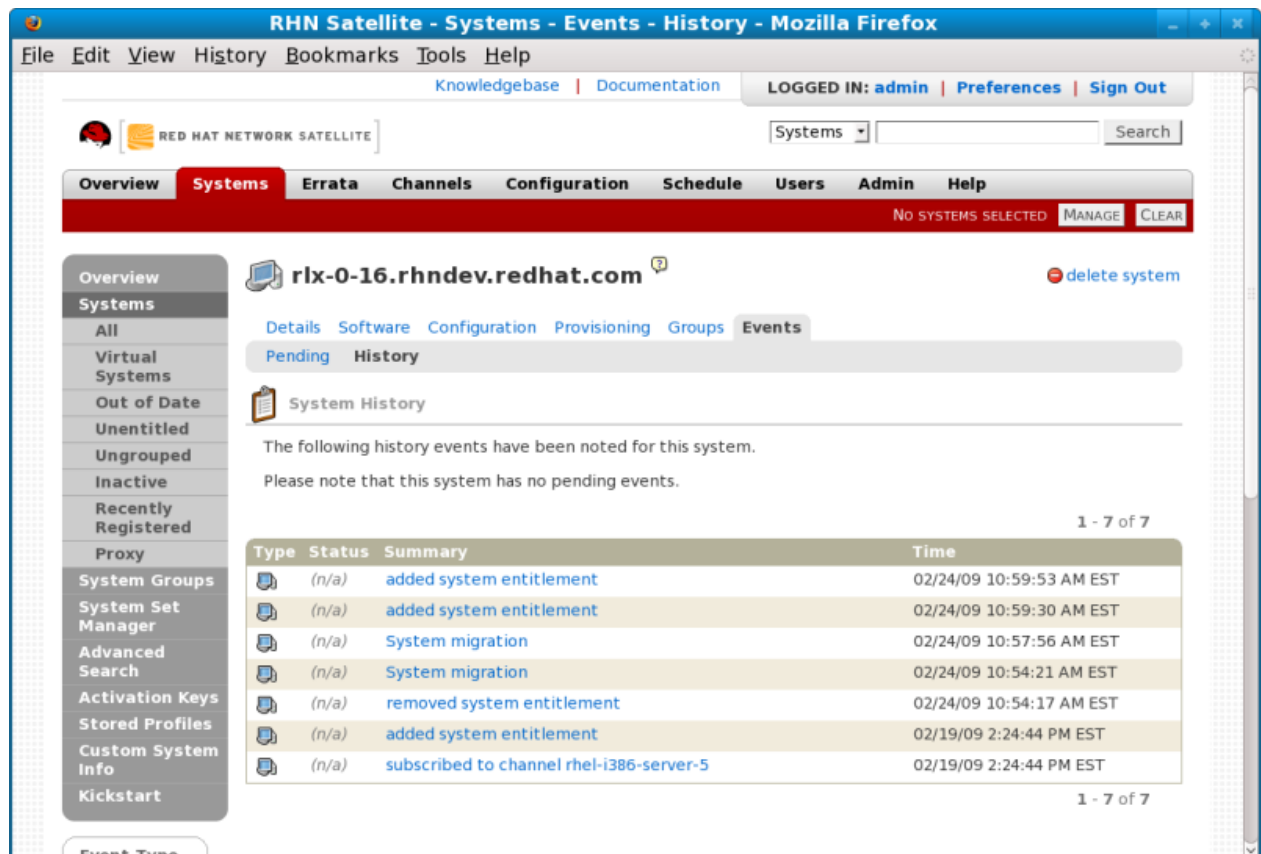 RHN Satellite - Systems - Events - History - Mozilla Firefox
File Edit View History Bookmarks Tools Help
Knowledgebase | Documentation
LOGGED IN: admin | Preferences | Sign Out
RED HAT NETWORK SATELLITE
Systems
Search
Overview Systems Errata Channels Configuration Schedule Users Admin Help
NO SYSTEMS SELECTED MANAGE CLEAR
Overview
Systems
All
Virtual
Systems
Out of Date
Unentitled
Ungrouped
Inactive
Recently
Registered
Proxy
System Groups
System Set
Manager
Advanced
Search
Activation Keys
Stored Profiles
Custom System
Info
Kickstart
Event Type
rlx-0-16.rhndev.redhat.com ?
delete system
Details Software Configuration Provisioning Groups Events
Pending History
System History
The following history events have been noted for this system.
Please note that this system has no pending events.
1 - 7 of 7
Type Status Summary Time
(n/a) added system entitlement 02/24/09 10:59:53 AM EST
(n/a) added system entitlement 02/24/09 10:59:30 AM EST
(n/a) System migration 02/24/09 10:57:56 AM EST
(n/a) System migration 02/24/09 10:54:21 AM EST
(n/a) removed system entitlement 02/24/09 10:54:17 AM EST
(n/a) added system entitlement 02/19/09 2:24:44 PM EST
(n/a) subscribed to channel rhel-i386-server-5 02/19/09 2:24:44 PM EST
1 - 7 of 7